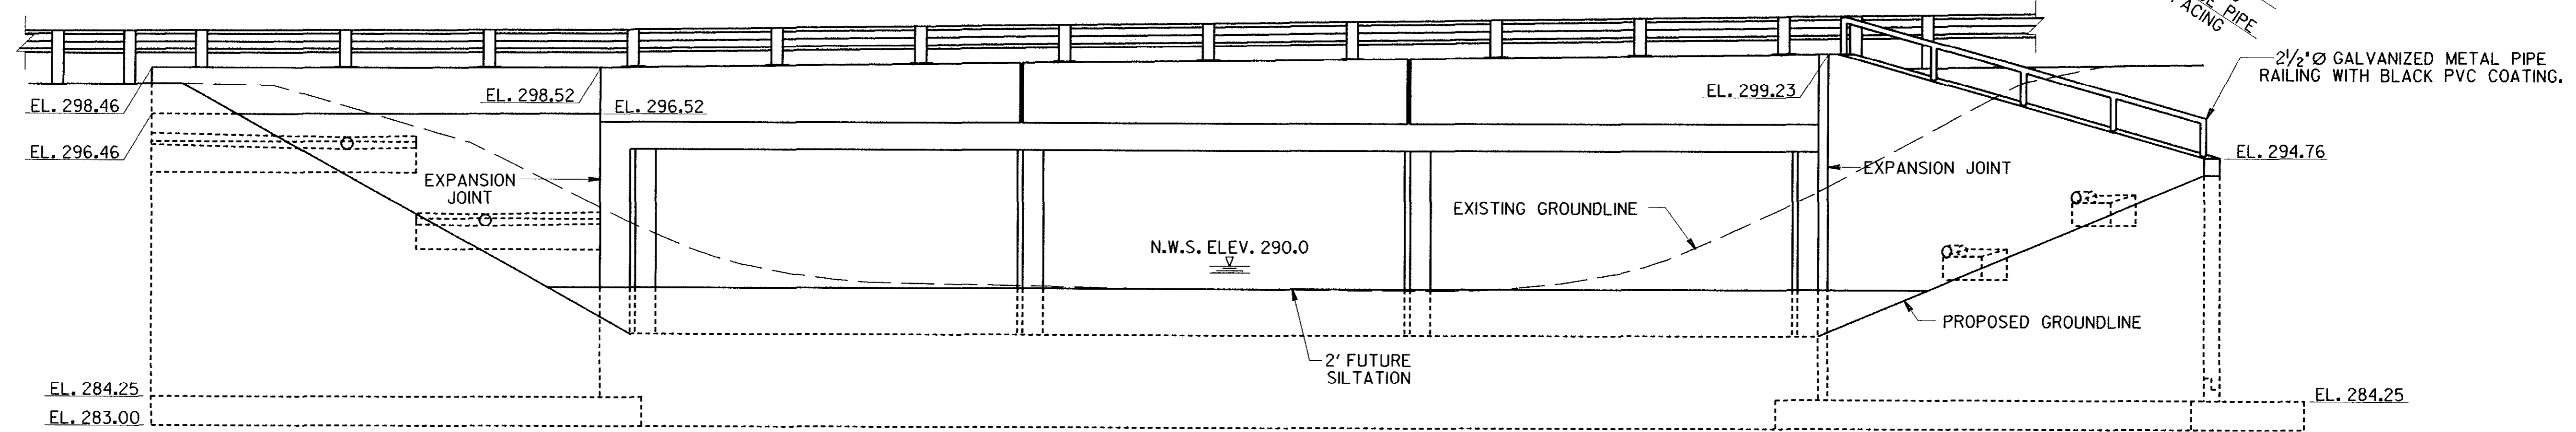 PIPE
ACING
2½"Ø GALVANIZED METAL PIPE
RAILING WITH BLACK PVC COATING.
EL. 298.46
EL. 298.52
EL. 296.52
EL. 299.23
EL. 296.46
EL. 294.76
EXPANSION
JOINT
EXPANSION JOINT
EXISTING GROUNDLINE
N.W.S. ELEV. 290.0
PROPOSED GROUNDLINE
2' FUTURE
SILTATION
EL. 284.25
EL. 283.00
EL. 284.25